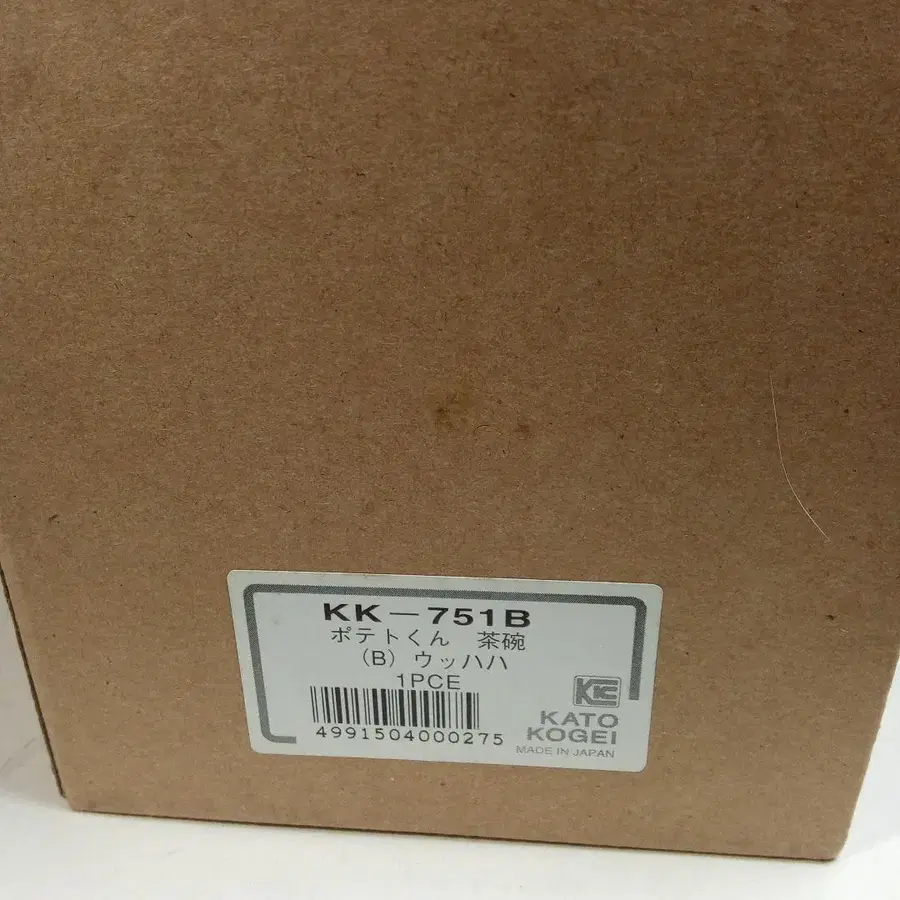 KK-751B
ポテトくん 茶碗
(B) ウッハハ
1PCE
4991504000275
KC
KATO
KOGEI
MADE IN JAPAN